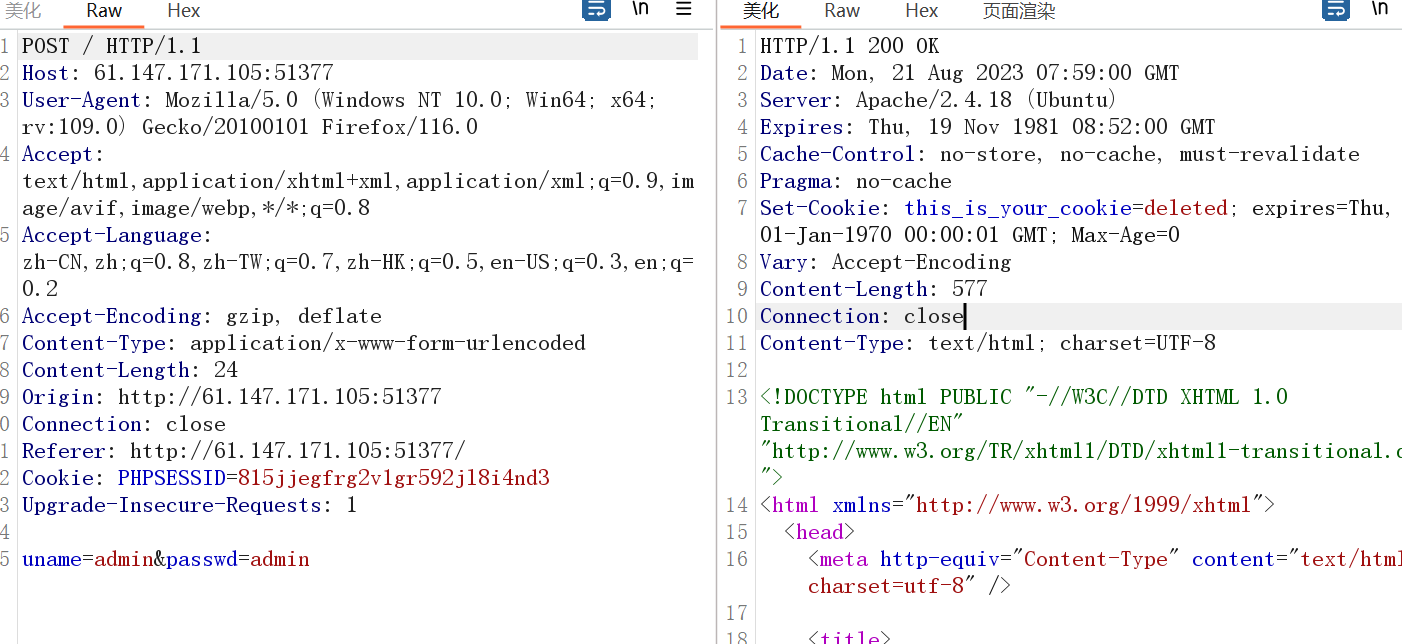 美化 Raw Hex \n
1 POST / HTTP/1.1
2 Host: 61.147.171.105:51377
3 User-Agent: Mozilla/5.0 (Windows NT 10.0; Win64; x64;
rv:109.0) Gecko/20100101 Firefox/116.0
4 Accept:
text/html,application/xhtml+xml,application/xml;q=0.9,im
age/avif,image/webp,*/*;q=0.8
5 Accept-Language:
zh-CN,zh;q=0.8,zh-TW;q=0.7,zh-HK;q=0.5,en-US;q=0.3,en;q=
0.2
6 Accept-Encoding: gzip, deflate
7 Content-Type: application/x-www-form-urlencoded
8 Content-Length: 24
9 Origin: http://61.147.171.105:51377
0 Connection: close
1 Referer: http://61.147.171.105:51377/
2 Cookie: PHPSESSID=815jjegfrg2v1gr592jl8i4nd3
3 Upgrade-Insecure-Requests: 1
4
5 uname=admin&passwd=admin
美化 Raw Hex 页面渲染 \n
1 HTTP/1.1 200 OK
2 Date: Mon, 21 Aug 2023 07:59:00 GMT
3 Server: Apache/2.4.18 (Ubuntu)
4 Expires: Thu, 19 Nov 1981 08:52:00 GMT
5 Cache-Control: no-store, no-cache, must-revalidate
6 Pragma: no-cache
7 Set-Cookie: this_is_your_cookie=deleted; expires=Thu,
01-Jan-1970 00:00:01 GMT; Max-Age=0
8 Vary: Accept-Encoding
9 Content-Length: 577
10 Connection: close
11 Content-Type: text/html; charset=UTF-8
12
13 <!DOCTYPE html PUBLIC "-//W3C//DTD XHTML 1.0
Transitional//EN"
"http://www.w3.org/TR/xhtml1/DTD/xhtml1-transitional.d
">
14 <html xmlns="http://www.w3.org/1999/xhtml">
15 <head>
16 <meta http-equiv="Content-Type" content="text/html
charset=utf-8" />
17
18 <title>